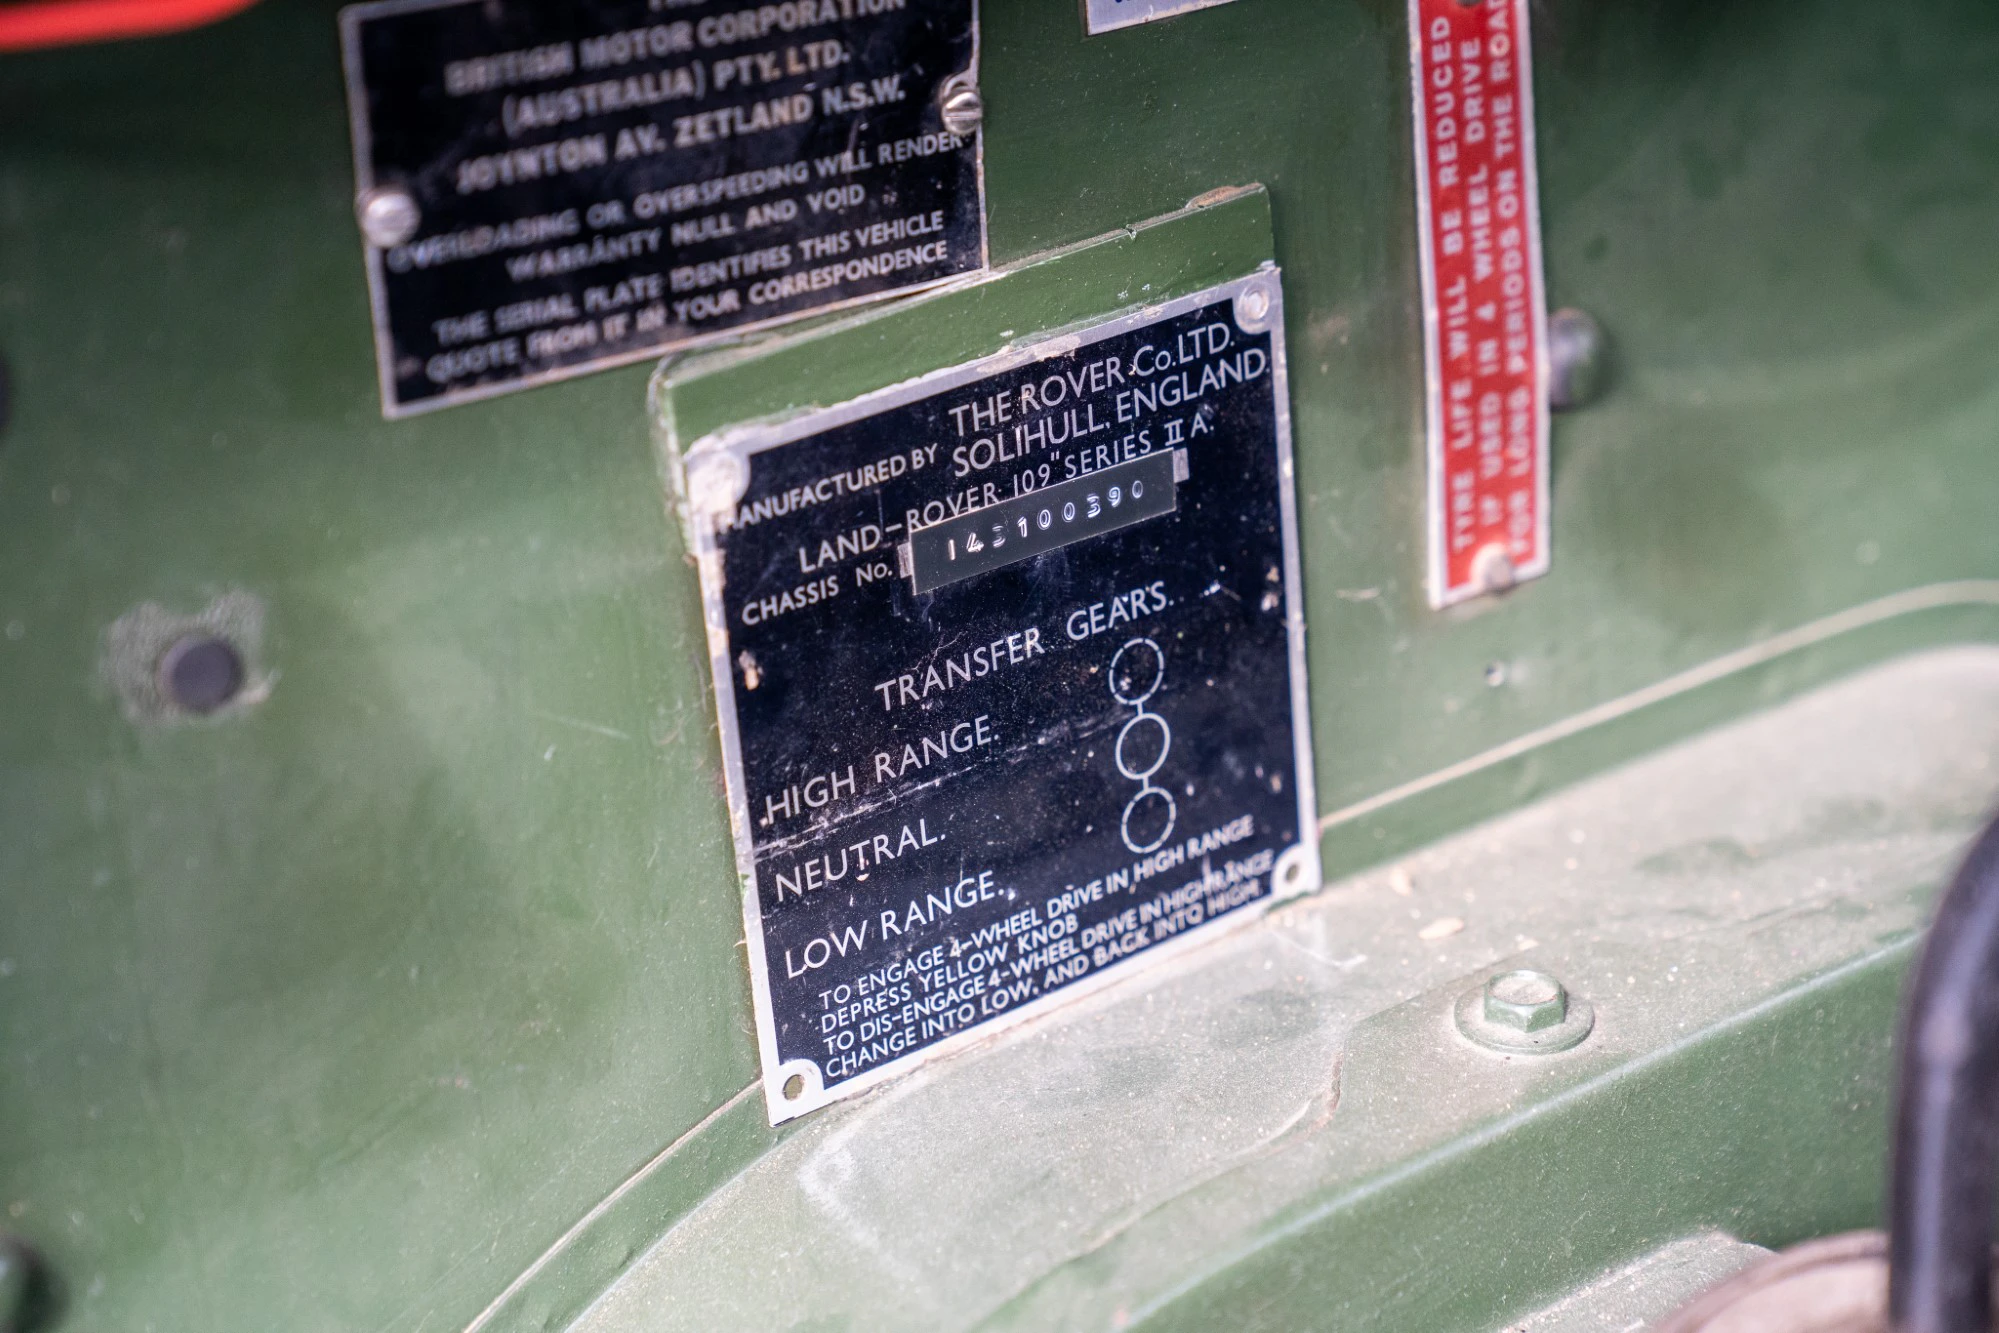 BRITISH MOTOR CORPORATION
(AUSTRALIA) PTY. LTD.
JOYNTON AV. ZETLAND N.S.W.
OVERLOADING OR OVERSPEEDING WILL RENDER
WARRANTY NULL AND VOID
THE SERIAL PLATE IDENTIFIES THIS VEHICLE
QUOTE FROM IT IN YOUR CORRESPONDENCE
MANUFACTURED BY THE ROVER Co. LTD.
SOLIHULL, ENGLAND.
LAND-ROVER 109" SERIES II A.
CHASSIS No. 143100390
TRANSFER GEARS.
HIGH RANGE.
NEUTRAL.
LOW RANGE.
TO ENGAGE 4-WHEEL DRIVE IN HIGH RANGE
DEPRESS YELLOW KNOB
TO DIS-ENGAGE 4-WHEEL DRIVE IN HIGH RANGE
CHANGE INTO LOW, AND BACK INTO HIGH.
TYRE LIFE WILL BE REDUCED
IF USED IN 4 WHEEL DRIVE
FOR LONG PERIODS ON THE ROAD